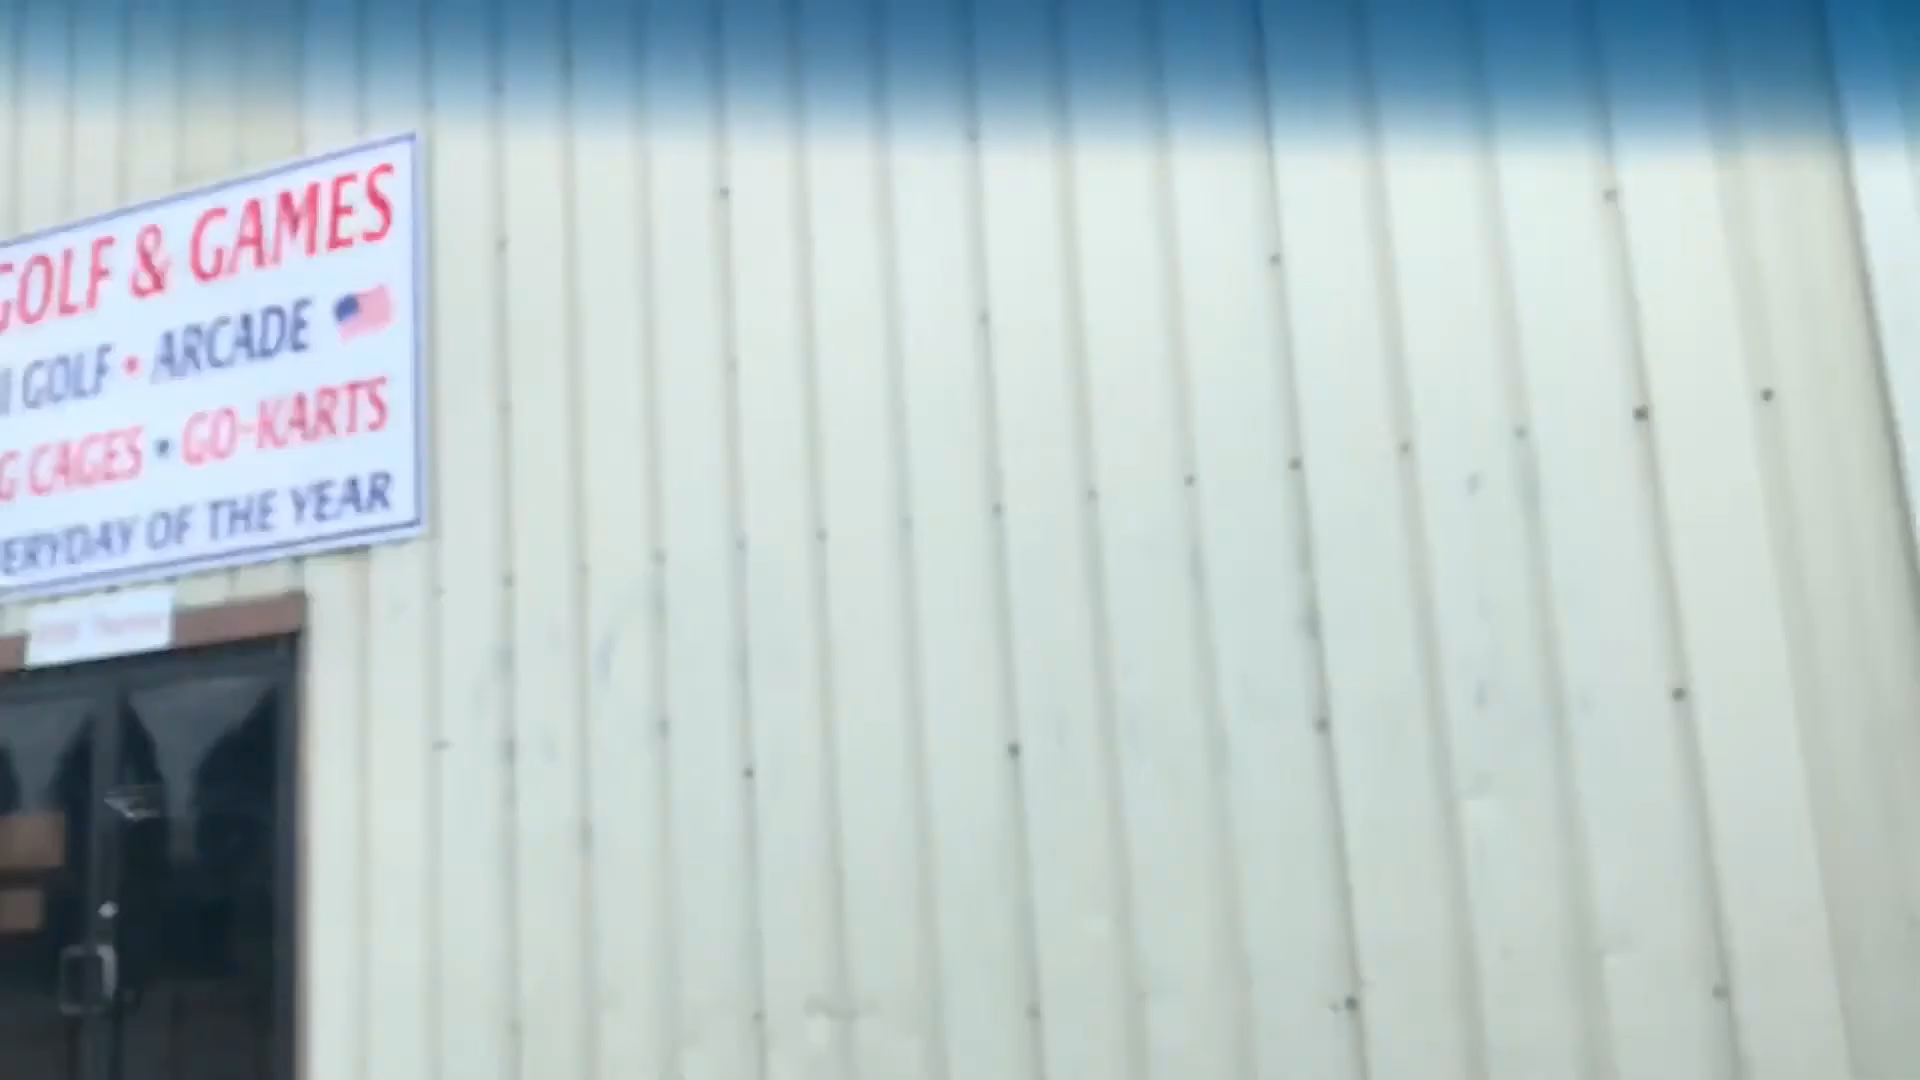 GOLF & GAMES
I GOLF • ARCADE
G CAGES • GO-KARTS
ERYDAY OF THE YEAR